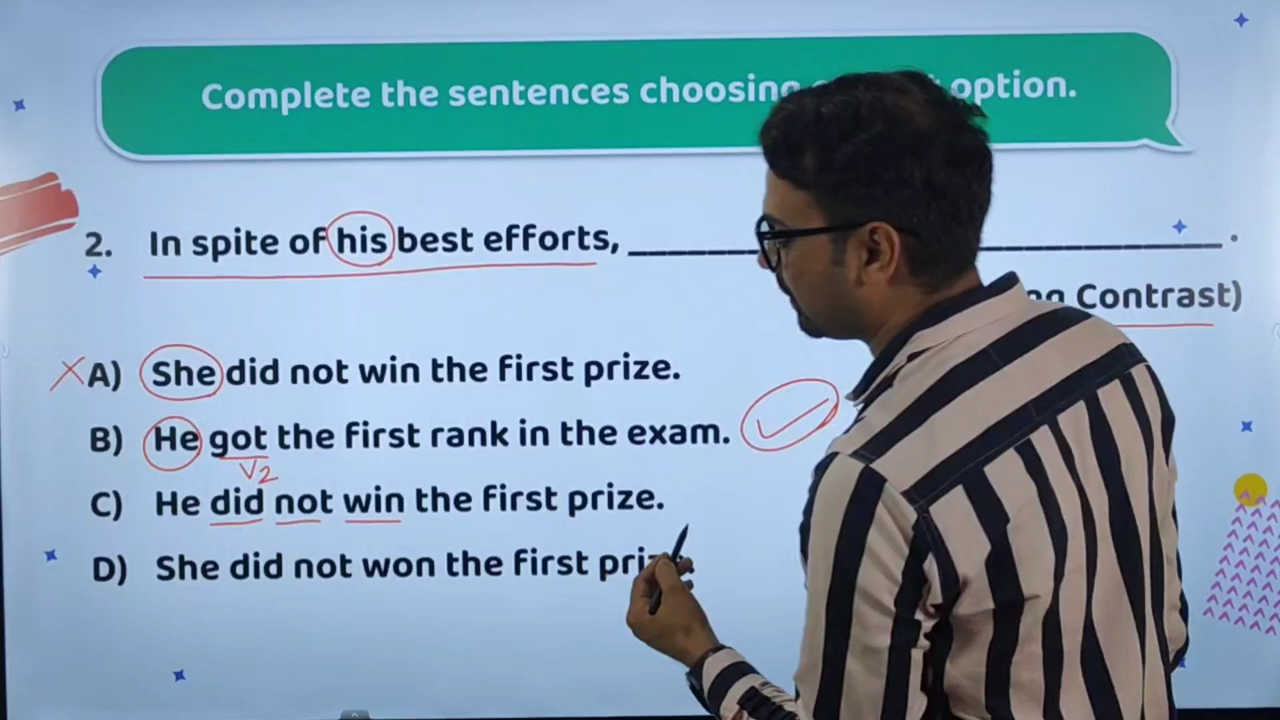 Complete the sentences choosing option.
2. In spite of his best efforts, ____________.
Contrast)
A) She did not win the first prize.
B) He got the first rank in the exam.
V2
C) He did not win the first prize.
D) She did not won the first